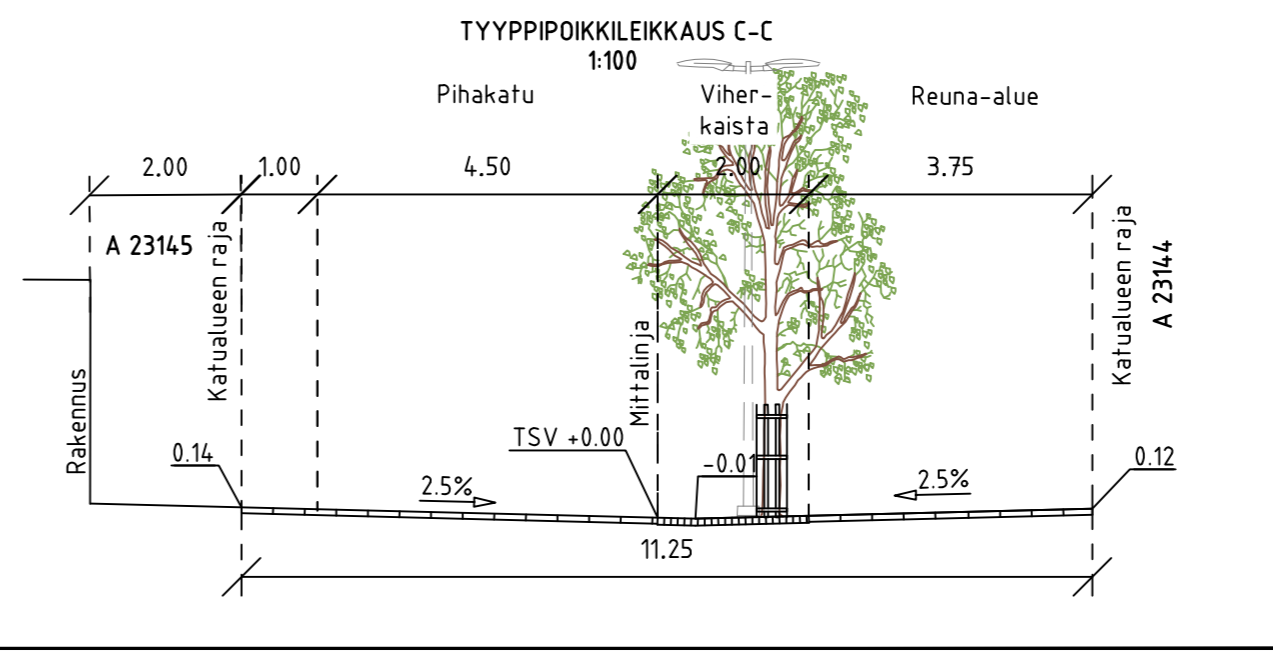 TYYPPIPOIKKILEIKKAUS C-C
1:100
Pihakatu
Viher-
kaista
Reuna-alue
2.00
1.00
4.50
2.00
3.75
A 23145
Katualueen raja
Rakennus
Mittalinja
Katualueen raja
A 23144
0.14
TSV +0.00
-0.01
0.12
2.5%
2.5%
11.25